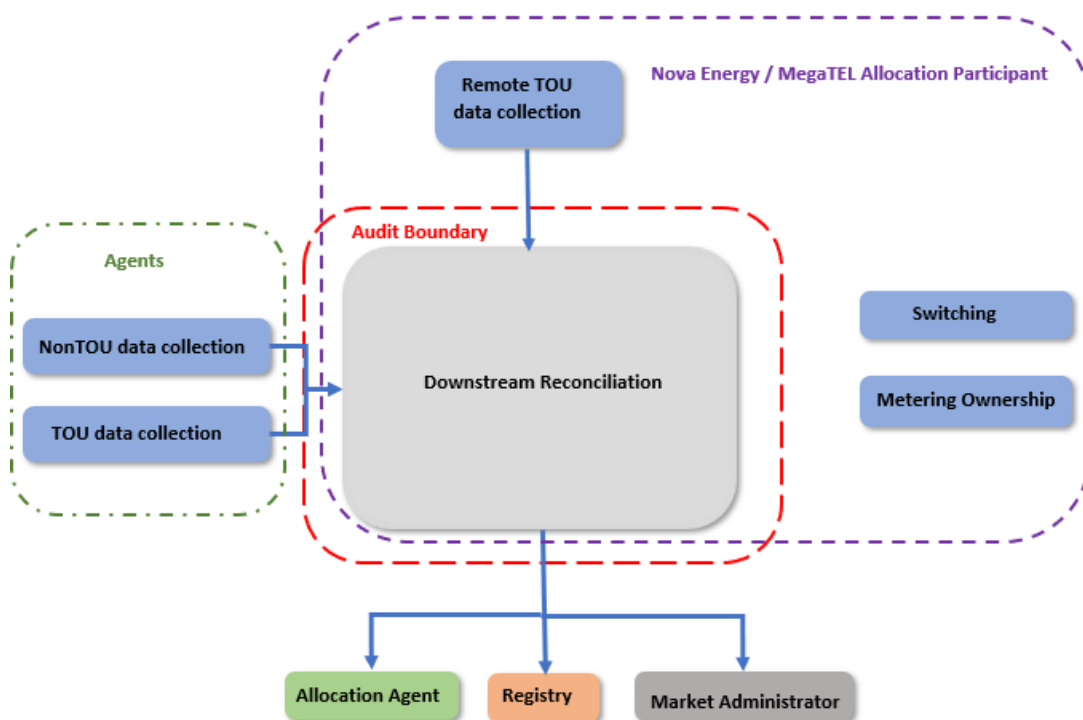 Nova Energy / MegaTEL Allocation Participant
Remote TOU
data collection
Audit Boundary
Agents
NonTOU data collection
TOU data collection
Downstream Reconciliation
Switching
Metering Ownership
Allocation Agent
Registry
Market Administrator